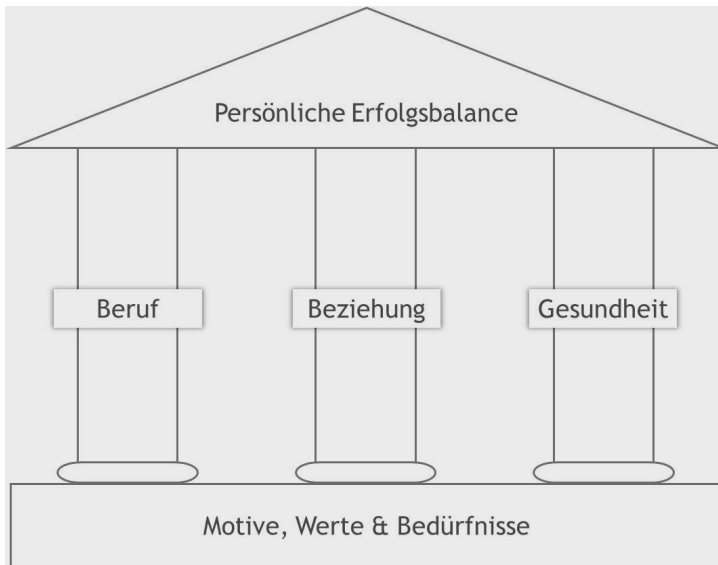 Persönliche Erfolgsbalance
Beruf
Beziehung
Gesundheit
Motive, Werte & Bedürfnisse